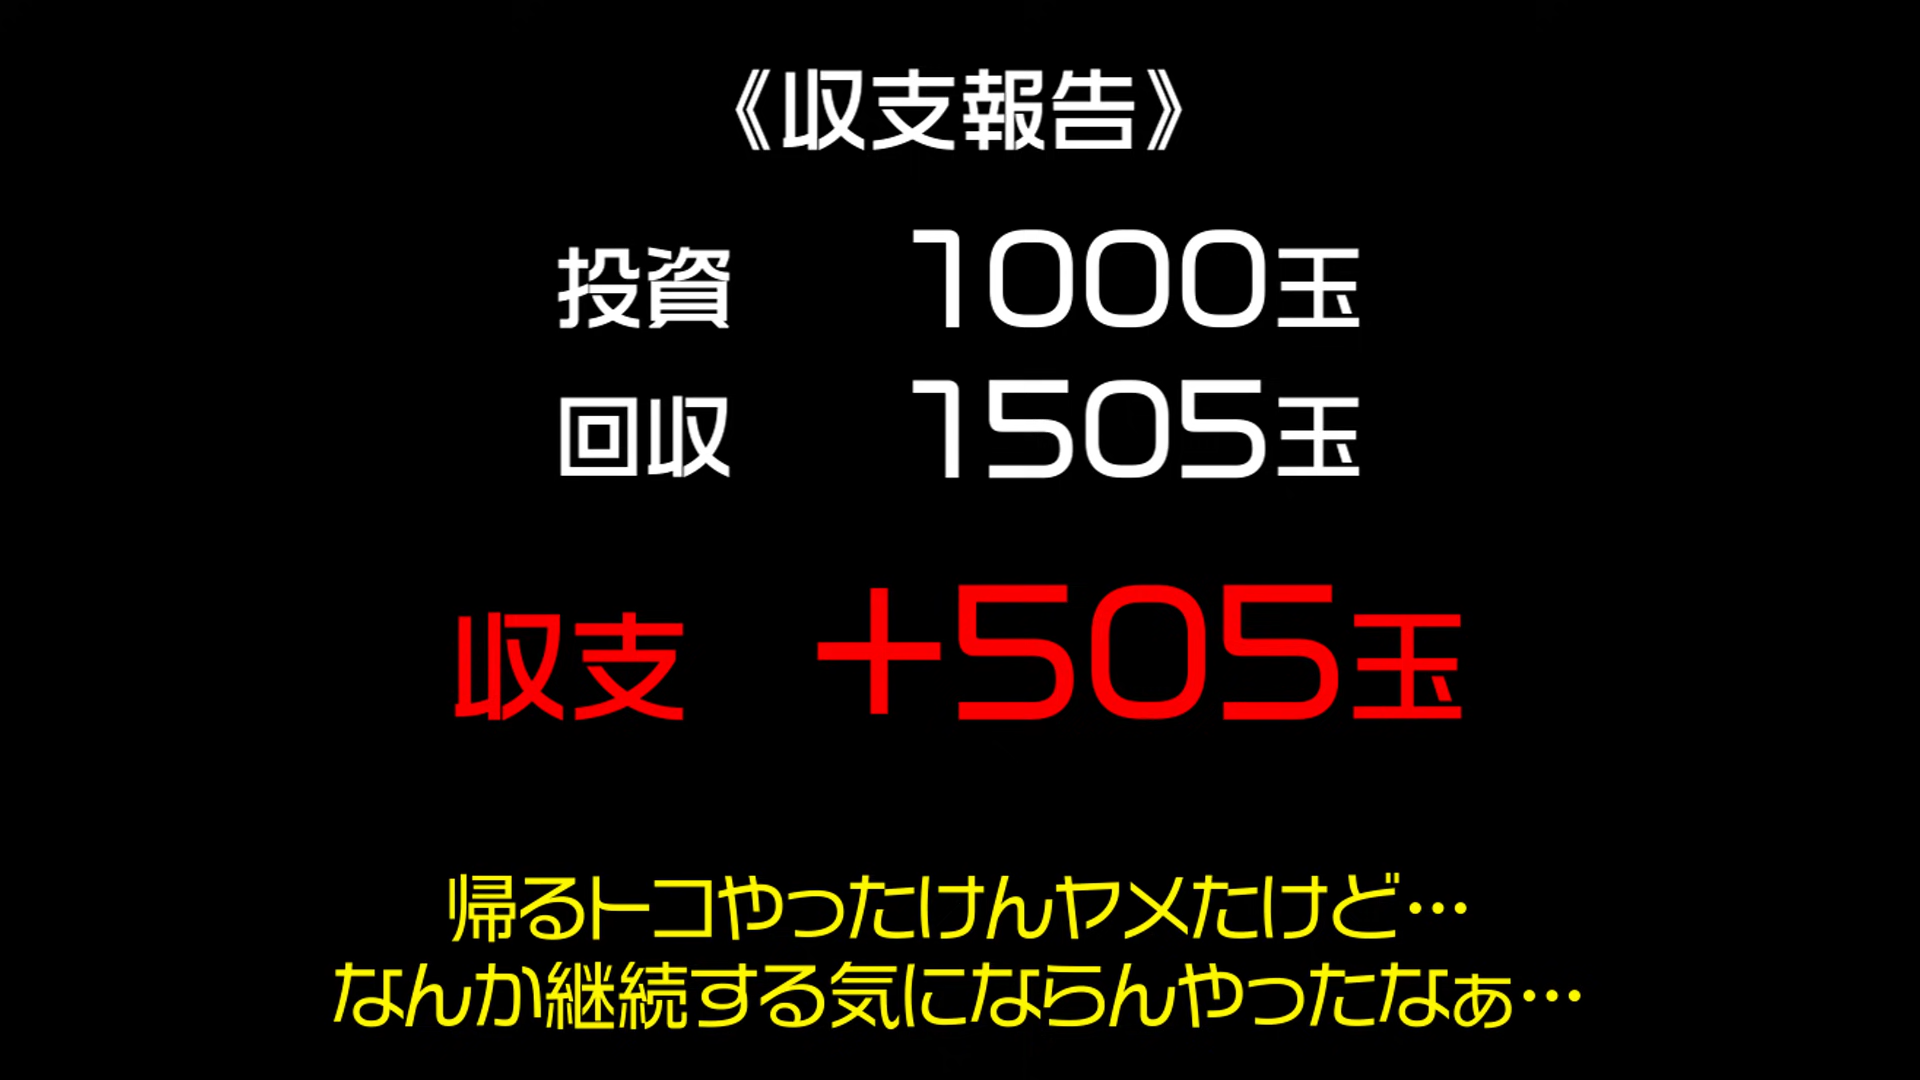 《収支報告》
投資 1000玉
回収 1505玉
収支 +505玉
帰るトコやったけんヤメたけど…
なんか継続する気にならんやったなぁ…